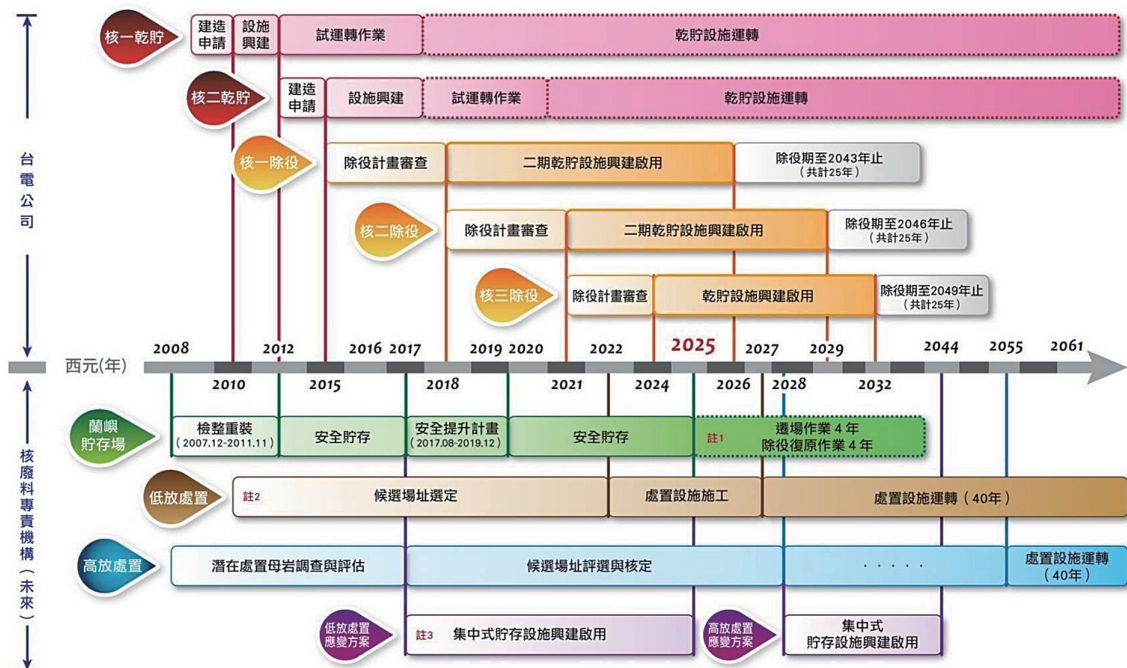 台電公司
核一乾貯
建造
申請
設施
興建
試運轉作業
乾貯設施運轉
核二乾貯
建造
申請
設施興建
試運轉作業
乾貯設施運轉
核一除役
除役計畫審查
二期乾貯設施興建啟用
除役期至2043年止
(共計25年)
核二除役
除役計畫審查
二期乾貯設施興建啟用
除役期至2046年止
(共計25年)
核三除役
除役計畫審查
乾貯設施興建啟用
除役期至2049年止
(共計25年)
西元(年)
2008 2012 2016 2017 2019 2020 2022 2025 2027 2029 2044 2055 2061
2010 2015 2018 2021 2024 2026 2028 2032
核廢料專責機構(未來)
蘭嶼
貯存場
檢整重裝
(2007.12-2011.11)
安全貯存
安全提升計畫
(2017.08-2019.12)
安全貯存
註1
遷場作業4年
除役復原作業4年
低放處置
註2
候選場址選定
處置設施施工
處置設施運轉(40年)
高放處置
潛在處置母岩調查與評估
候選場址評選與核定
.....
處置設施運轉
(40年)
低放處置
應變方案
註3
集中式貯存設施興建啟用
高放處置
應變方案
集中式
貯存設施興建啟用